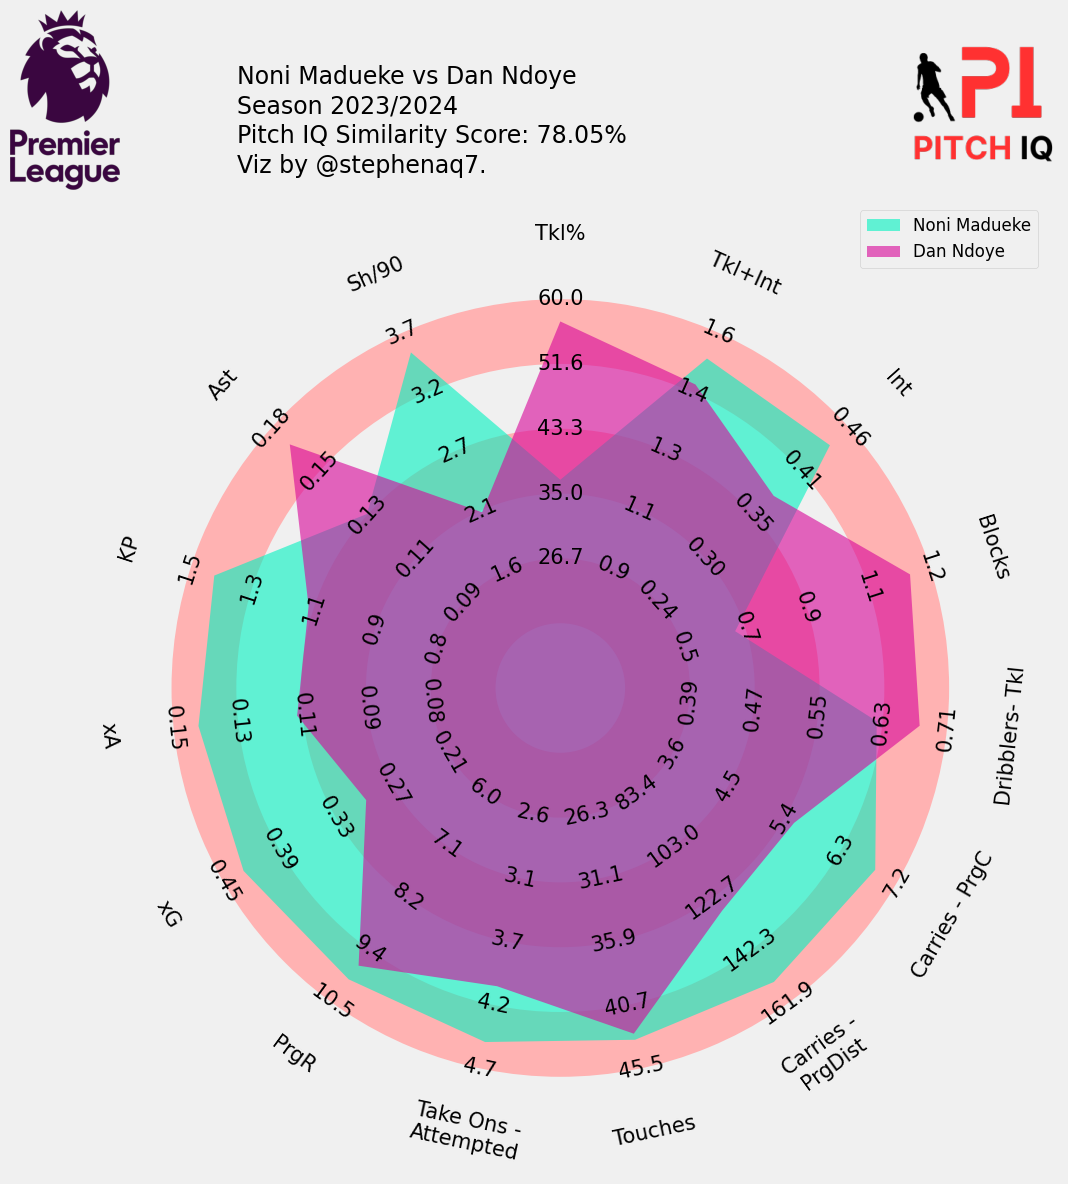 Premier
League
Noni Madueke vs Dan Ndoye
Season 2023/2024
Pitch IQ Similarity Score: 78.05%
Viz by @stephenaq7.
PI
PITCH IQ
Noni Madueke
Dan Ndoye
Tkl%
60.0
51.6
43.3
35.0
26.7
Tkl+Int
1.6
1.4
1.3
1.1
0.9
Int
0.46
0.41
0.35
0.30
0.24
Blocks
1.2
1.1
0.9
0.7
0.5
Dribblers- Tkl
0.71
0.63
0.55
0.47
0.39
Carries - PrgC
7.2
6.3
5.4
4.5
3.6
Carries -
PrgDist
161.9
142.3
122.7
103.0
83.4
Touches
45.5
40.7
35.9
31.1
26.3
Take Ons -
Attempted
4.7
4.2
3.7
3.1
2.6
PrgR
10.5
9.4
8.2
7.1
6.0
xG
0.45
0.39
0.33
0.27
0.21
xA
0.15
0.13
0.11
0.09
0.08
KP
1.5
1.3
1.1
0.9
0.8
Ast
0.18
0.15
0.13
0.11
0.09
Sh/90
3.7
3.2
2.7
2.1
1.6